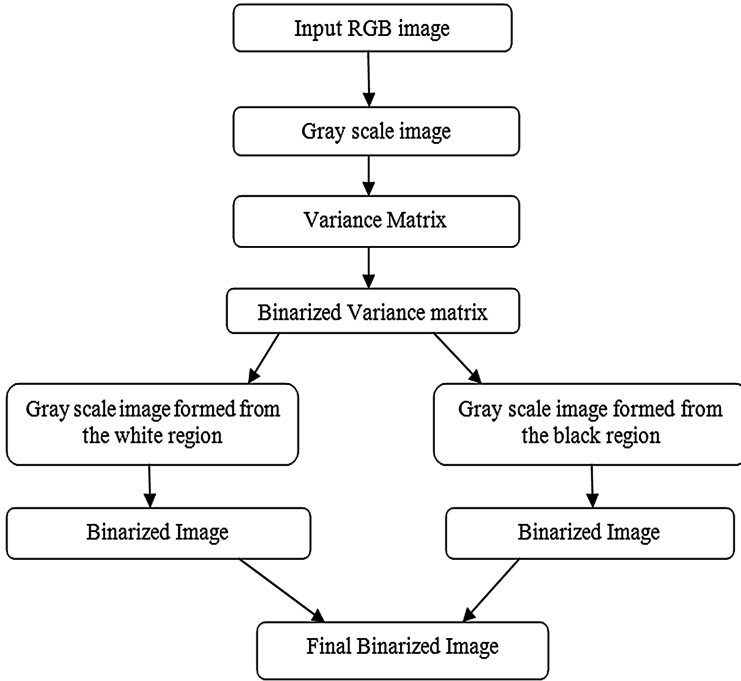 Input RGB image
Gray scale image
Variance Matrix
Binarized Variance matrix
Gray scale image formed from
the white region
Gray scale image formed from
the black region
Binarized Image
Binarized Image
Final Binarized Image